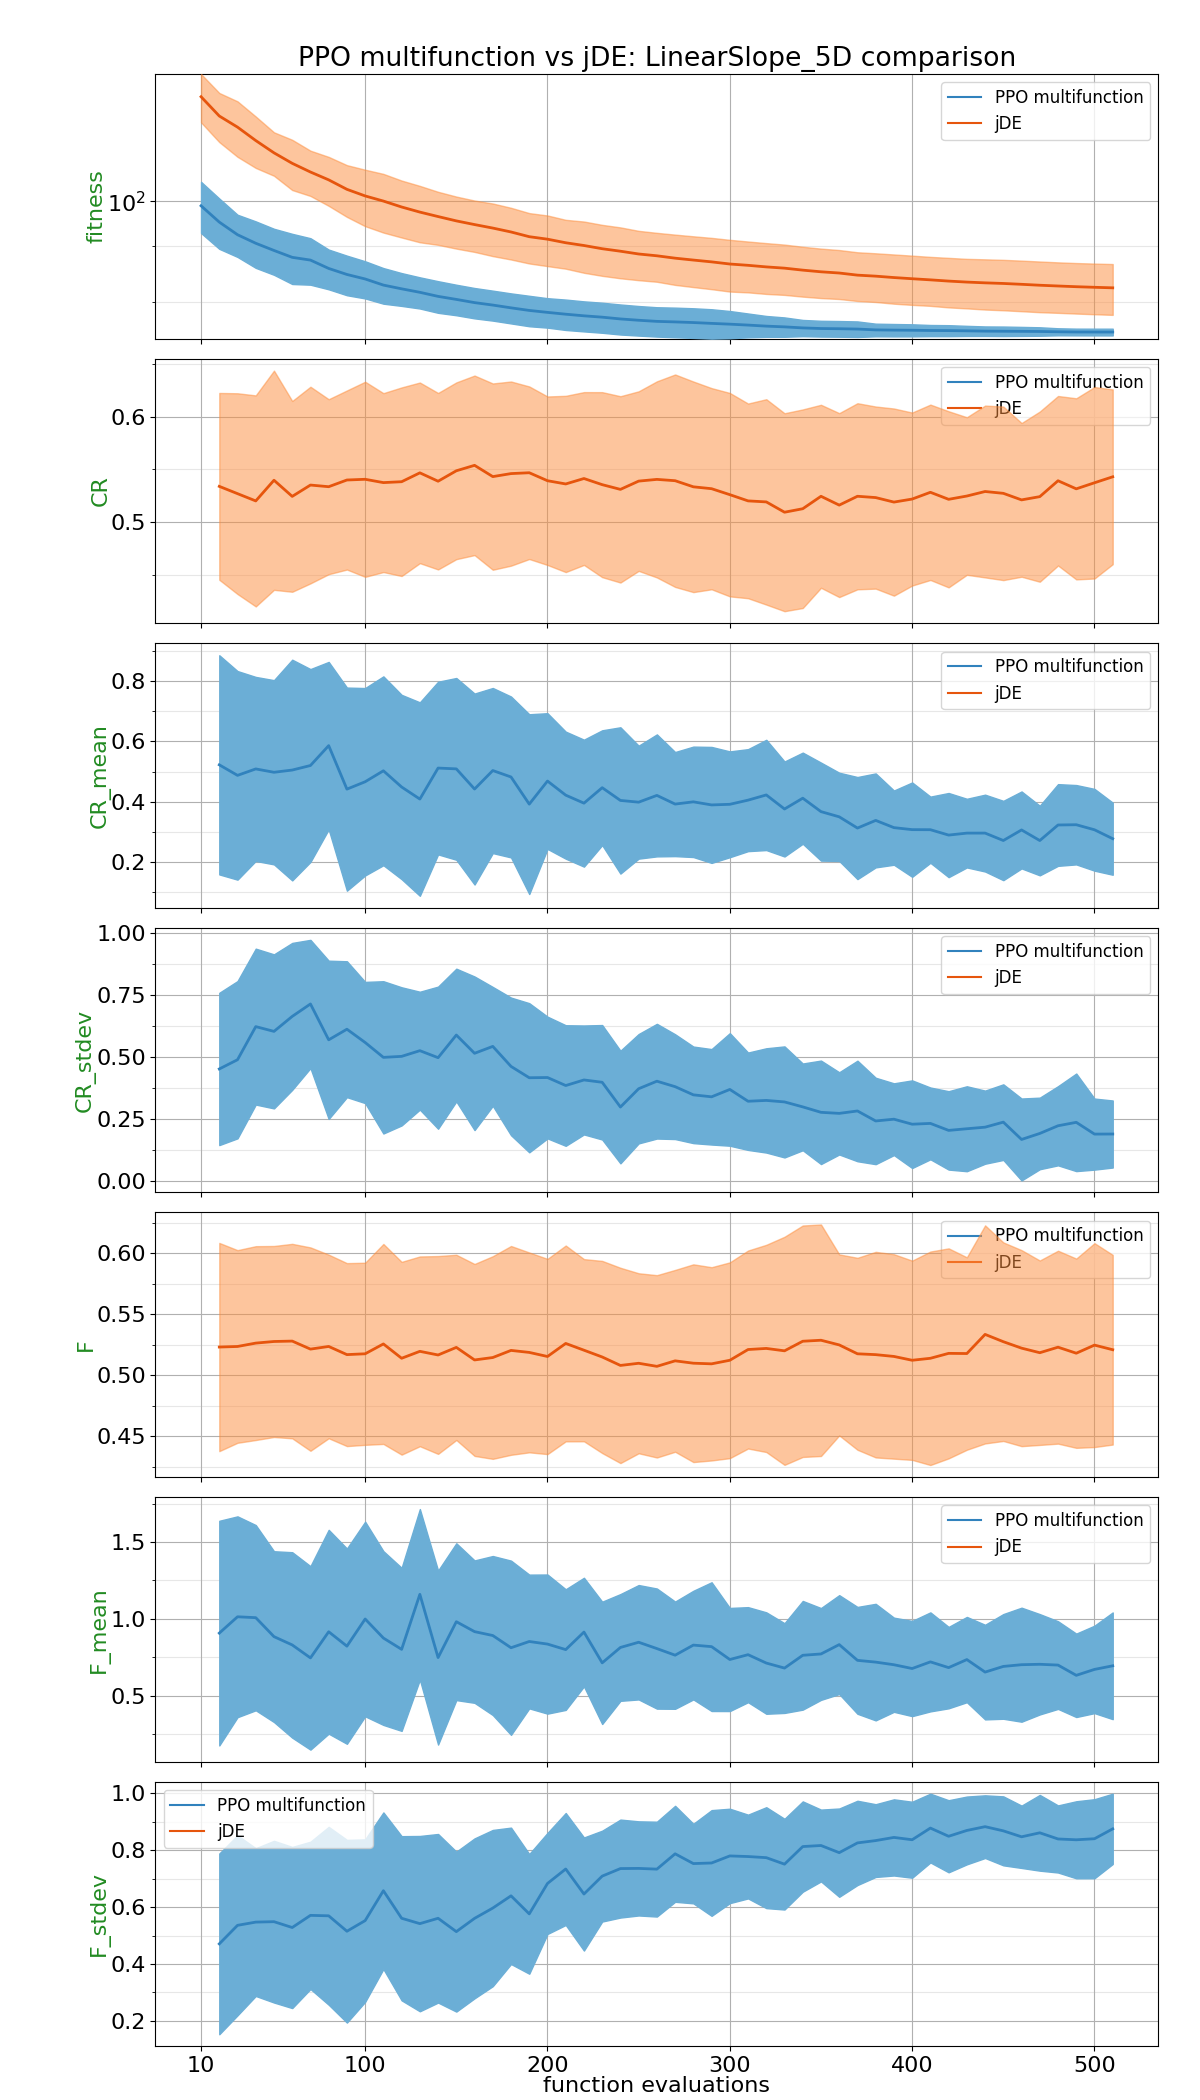 PPO multifunction vs jDE: LinearSlope_5D comparison
PPO multifunction
jDE
fitness
10²
PPO multifunction
jDE
CR
0.6
0.5
PPO multifunction
jDE
CR_mean
0.8
0.6
0.4
0.2
PPO multifunction
jDE
CR_stdev
1.00
0.75
0.50
0.25
0.00
PPO multifunction
jDE
F
0.60
0.55
0.50
0.45
PPO multifunction
jDE
F_mean
1.5
1.0
0.5
PPO multifunction
jDE
F_stdev
1.0
0.8
0.6
0.4
0.2
10 100 200 300 400 500
function evaluations